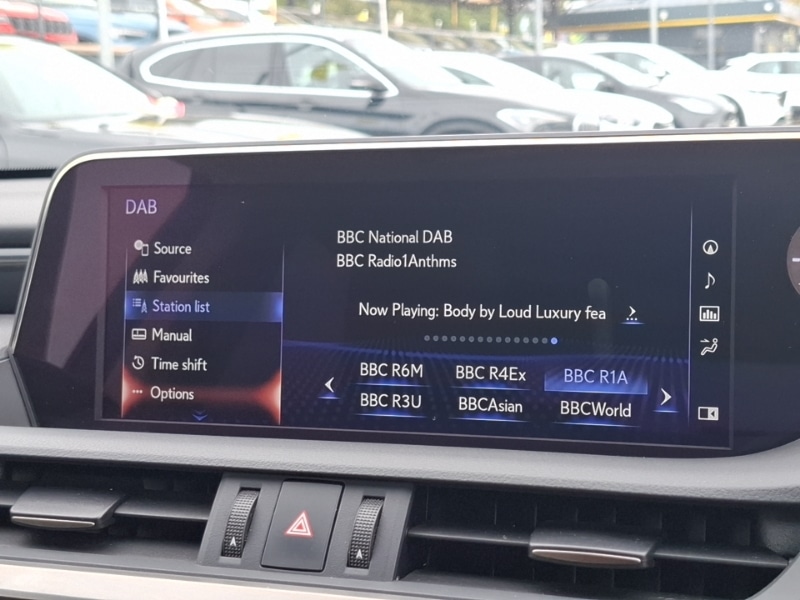 DAB
Source
Favourites
Station list
Manual
Time shift
Options
BBC National DAB
BBC Radio1Anthms
Now Playing: Body by Loud Luxury fea
BBC R6M BBC R4Ex BBC R1A
BBC R3U BBCAsian BBCWorld